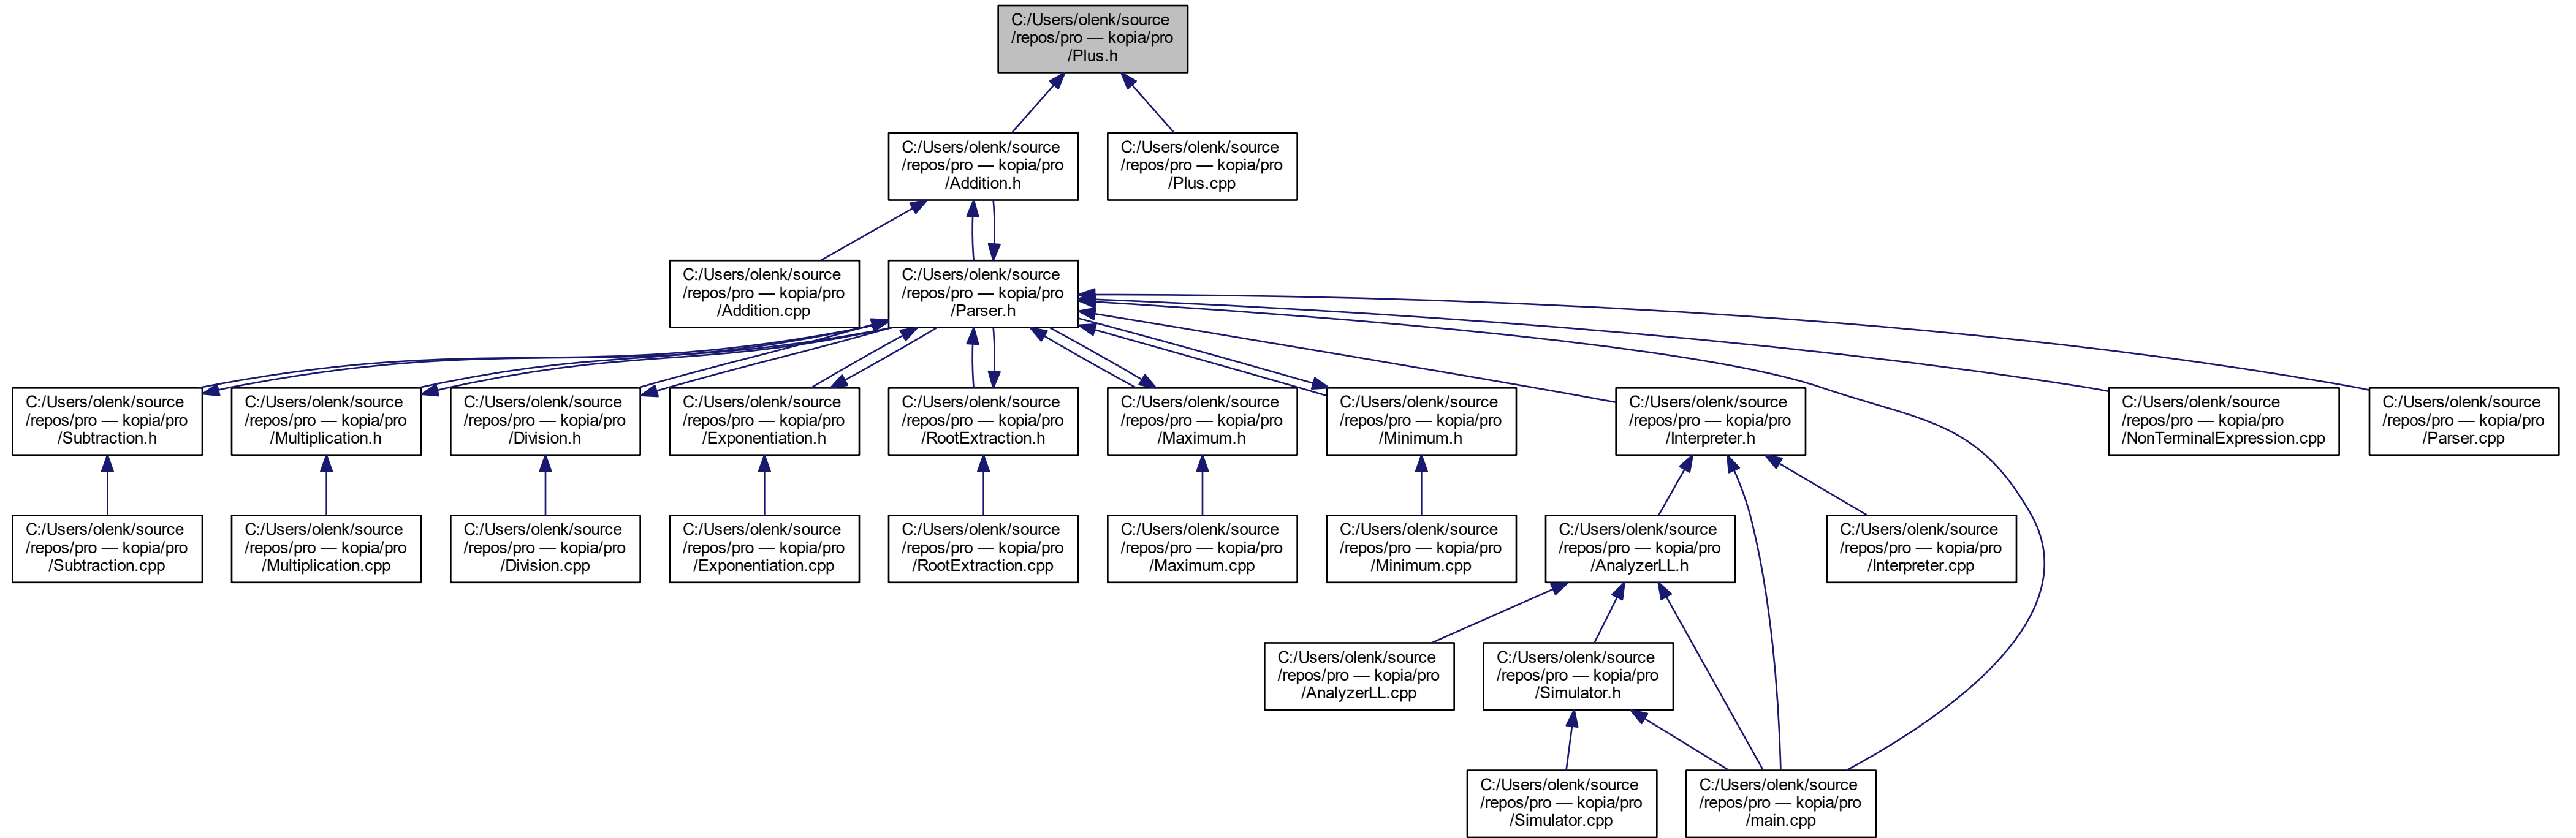 C:/Users/olenk/source
/repos/pro — kopia/pro
/Plus.h
C:/Users/olenk/source
/repos/pro — kopia/pro
/Addition.h
C:/Users/olenk/source
/repos/pro — kopia/pro
/Plus.cpp
C:/Users/olenk/source
/repos/pro — kopia/pro
/Addition.cpp
C:/Users/olenk/source
/repos/pro — kopia/pro
/Parser.h
C:/Users/olenk/source
/repos/pro — kopia/pro
/Subtraction.h
C:/Users/olenk/source
/repos/pro — kopia/pro
/Multiplication.h
C:/Users/olenk/source
/repos/pro — kopia/pro
/Division.h
C:/Users/olenk/source
/repos/pro — kopia/pro
/Exponentiation.h
C:/Users/olenk/source
/repos/pro — kopia/pro
/RootExtraction.h
C:/Users/olenk/source
/repos/pro — kopia/pro
/Maximum.h
C:/Users/olenk/source
/repos/pro — kopia/pro
/Minimum.h
C:/Users/olenk/source
/repos/pro — kopia/pro
/Interpreter.h
C:/Users/olenk/source
/repos/pro — kopia/pro
/NonTerminalExpression.cpp
C:/Users/olenk/source
/repos/pro — kopia/pro
/Parser.cpp
C:/Users/olenk/source
/repos/pro — kopia/pro
/Subtraction.cpp
C:/Users/olenk/source
/repos/pro — kopia/pro
/Multiplication.cpp
C:/Users/olenk/source
/repos/pro — kopia/pro
/Division.cpp
C:/Users/olenk/source
/repos/pro — kopia/pro
/Exponentiation.cpp
C:/Users/olenk/source
/repos/pro — kopia/pro
/RootExtraction.cpp
C:/Users/olenk/source
/repos/pro — kopia/pro
/Maximum.cpp
C:/Users/olenk/source
/repos/pro — kopia/pro
/Minimum.cpp
C:/Users/olenk/source
/repos/pro — kopia/pro
/AnalyzerLL.h
C:/Users/olenk/source
/repos/pro — kopia/pro
/Interpreter.cpp
C:/Users/olenk/source
/repos/pro — kopia/pro
/AnalyzerLL.cpp
C:/Users/olenk/source
/repos/pro — kopia/pro
/Simulator.h
C:/Users/olenk/source
/repos/pro — kopia/pro
/Simulator.cpp
C:/Users/olenk/source
/repos/pro — kopia/pro
/main.cpp